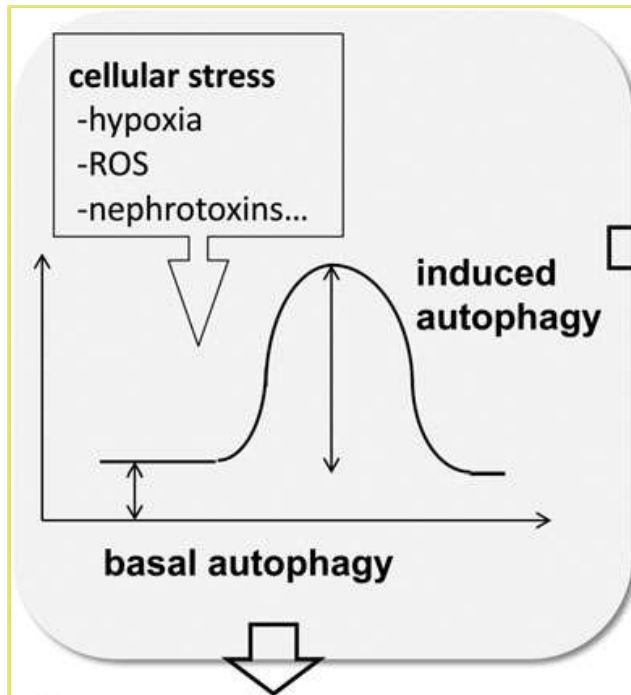 cellular stress
-hypoxia
-ROS
-nephrotoxins...
induced
autophagy
basal autophagy